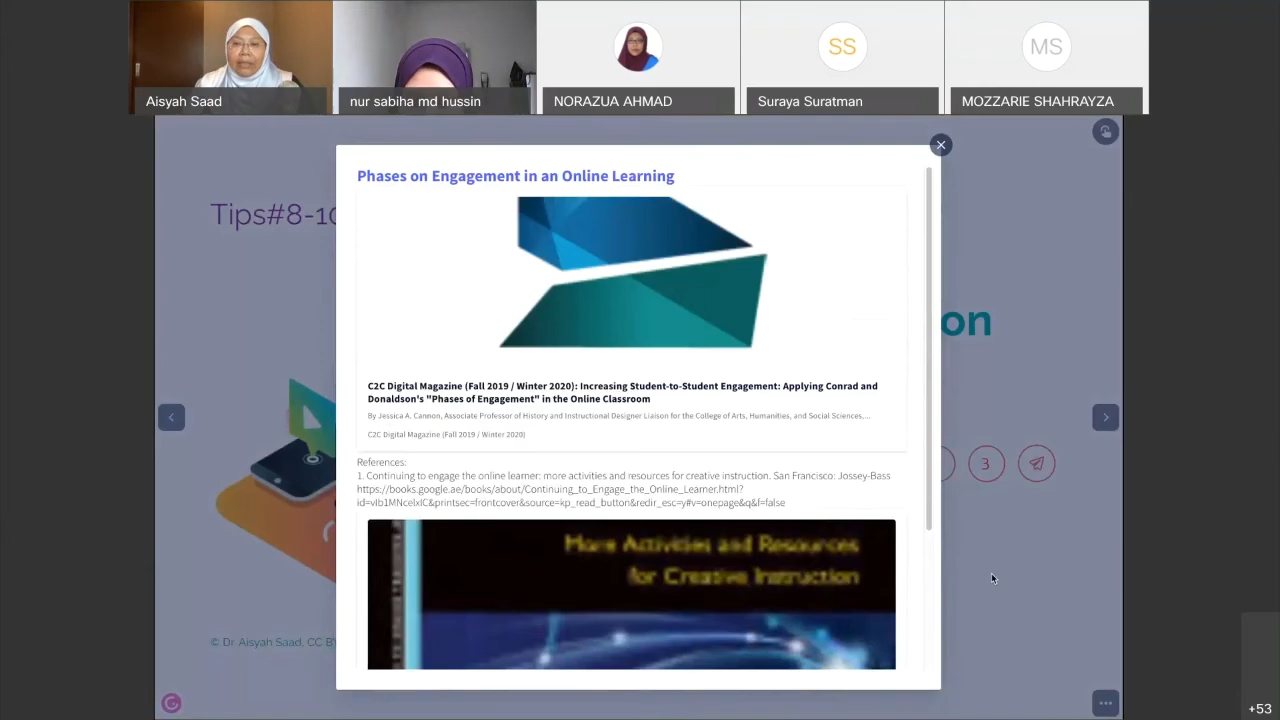 Aisyah Saad
nur sabiha md hussin
NORAZUA AHMAD
SS
Suraya Suratman
MS
MOZZARIE SHAHRAYZA
Tips#8-10
Phases on Engagement in an Online Learning
C2C Digital Magazine (Fall 2019 / Winter 2020): Increasing Student-to-Student Engagement: Applying Conrad and
Donaldson's "Phases of Engagement" in the Online Classroom
By Jessica A. Cannon, Associate Professor of History and Instructional Designer Liaison for the College of Arts, Humanities, and Social Sciences,...
C2C Digital Magazine (Fall 2019 / Winter 2020)
References:
1. Continuing to engage the online learner: more activities and resources for creative instruction. San Francisco: Jossey-Bass
https://books.google.ae/books/about/Continuing_to_Engage_the_Online_Learner.html?
id=vIb1MNcelxIC&printsec=frontcover&source=kp_read_button&redir_esc=y#v=onepage&q&f=false
More Activities and Resources
for Creative Instruction
on
3
© Dr. Aisyah Saad, CC BY
+53